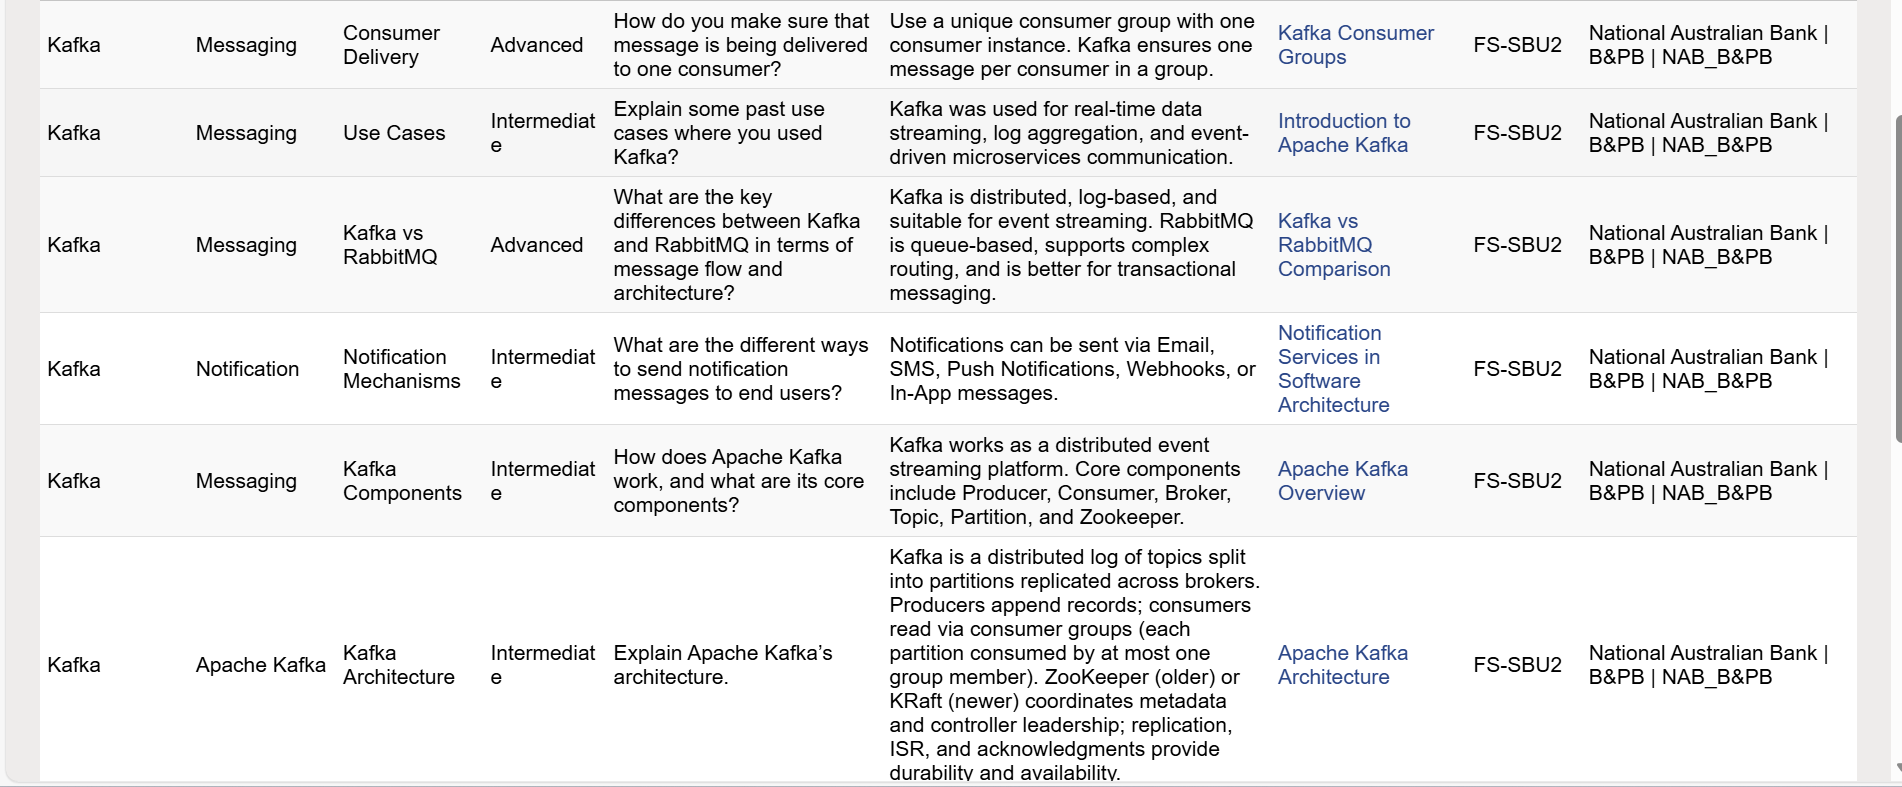 Kafka
Messaging
Consumer
Delivery
Advanced
How do you make sure that
message is being delivered
to one consumer?
Use a unique consumer group with one
consumer instance. Kafka ensures one
message per consumer in a group.
Kafka Consumer
Groups
FS-SBU2
National Australian Bank |
B&PB | NAB_B&PB
Kafka
Messaging
Use Cases
Intermediat
e
Explain some past use
cases where you used
Kafka?
Kafka was used for real-time data
streaming, log aggregation, and event-
driven microservices communication.
Introduction to
Apache Kafka
FS-SBU2
National Australian Bank |
B&PB | NAB_B&PB
Kafka
Messaging
Kafka vs
RabbitMQ
Advanced
What are the key
differences between Kafka
and RabbitMQ in terms of
message flow and
architecture?
Kafka is distributed, log-based, and
suitable for event streaming. RabbitMQ
is queue-based, supports complex
routing, and is better for transactional
messaging.
Kafka vs
RabbitMQ
Comparison
FS-SBU2
National Australian Bank |
B&PB | NAB_B&PB
Kafka
Notification
Notification
Mechanisms
Intermediat
e
What are the different ways
to send notification
messages to end users?
Notifications can be sent via Email,
SMS, Push Notifications, Webhooks, or
In-App messages.
Notification
Services in
Software
Architecture
FS-SBU2
National Australian Bank |
B&PB | NAB_B&PB
Kafka
Messaging
Kafka
Components
Intermediat
e
How does Apache Kafka
work, and what are its core
components?
Kafka works as a distributed event
streaming platform. Core components
include Producer, Consumer, Broker,
Topic, Partition, and Zookeeper.
Apache Kafka
Overview
FS-SBU2
National Australian Bank |
B&PB | NAB_B&PB
Kafka
Apache Kafka
Kafka
Architecture
Intermediat
e
Explain Apache Kafka’s
architecture.
Kafka is a distributed log of topics split
into partitions replicated across brokers.
Producers append records; consumers
read via consumer groups (each
partition consumed by at most one
group member). ZooKeeper (older) or
KRaft (newer) coordinates metadata
and controller leadership; replication,
ISR, and acknowledgments provide
durability and availability.
Apache Kafka
Architecture
FS-SBU2
National Australian Bank |
B&PB | NAB_B&PB